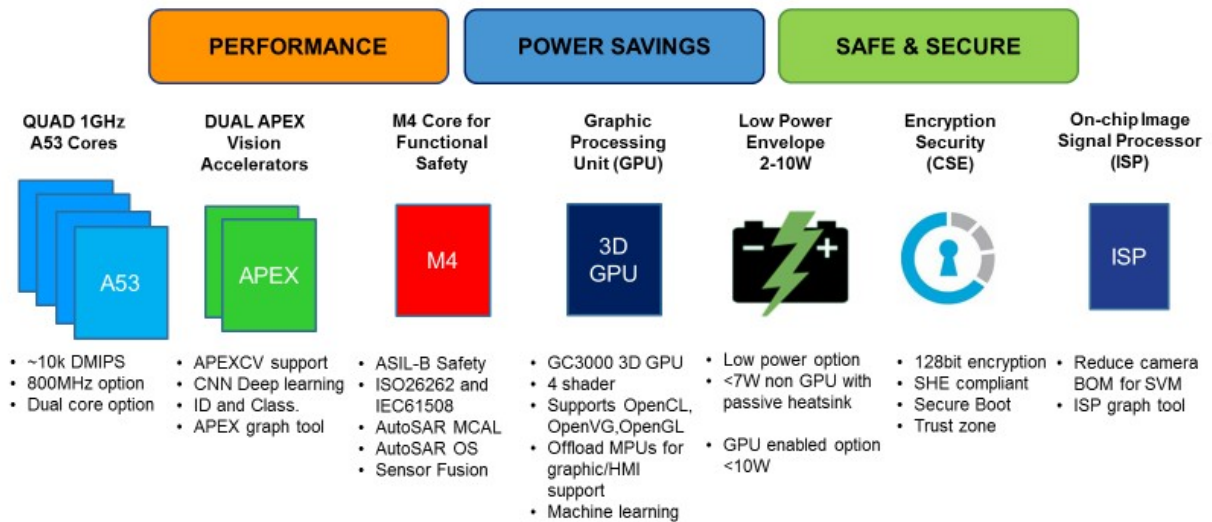 PERFORMANCE
POWER SAVINGS
SAFE & SECURE
QUAD 1GHz
A53 Cores
A53
• ~10k DMIPS
• 800MHz option
• Dual core option
DUAL APEX
Vision
Accelerators
APEX
• APEXCV support
• CNN Deep learning
• ID and Class.
• APEX graph tool
M4 Core for
Functional
Safety
M4
• ASIL-B Safety
• ISO26262 and
IEC61508
• AutoSAR MCAL
• AutoSAR OS
• Sensor Fusion
Graphic
Processing
Unit (GPU)
3D
GPU
• GC3000 3D GPU
• 4 shader
• Supports OpenCL,
OpenVG,OpenGL
• Offload MPUs for
graphic/HMI
support
• Machine learning
Low Power
Envelope
2-10W
− +
• Low power option
• <7W non GPU with
passive heatsink
• GPU enabled option
<10W
Encryption
Security
(CSE)
• 128bit encryption
• SHE compliant
• Secure Boot
• Trust zone
On-chip Image
Signal Processor
(ISP)
ISP
• Reduce camera
BOM for SVM
• ISP graph tool